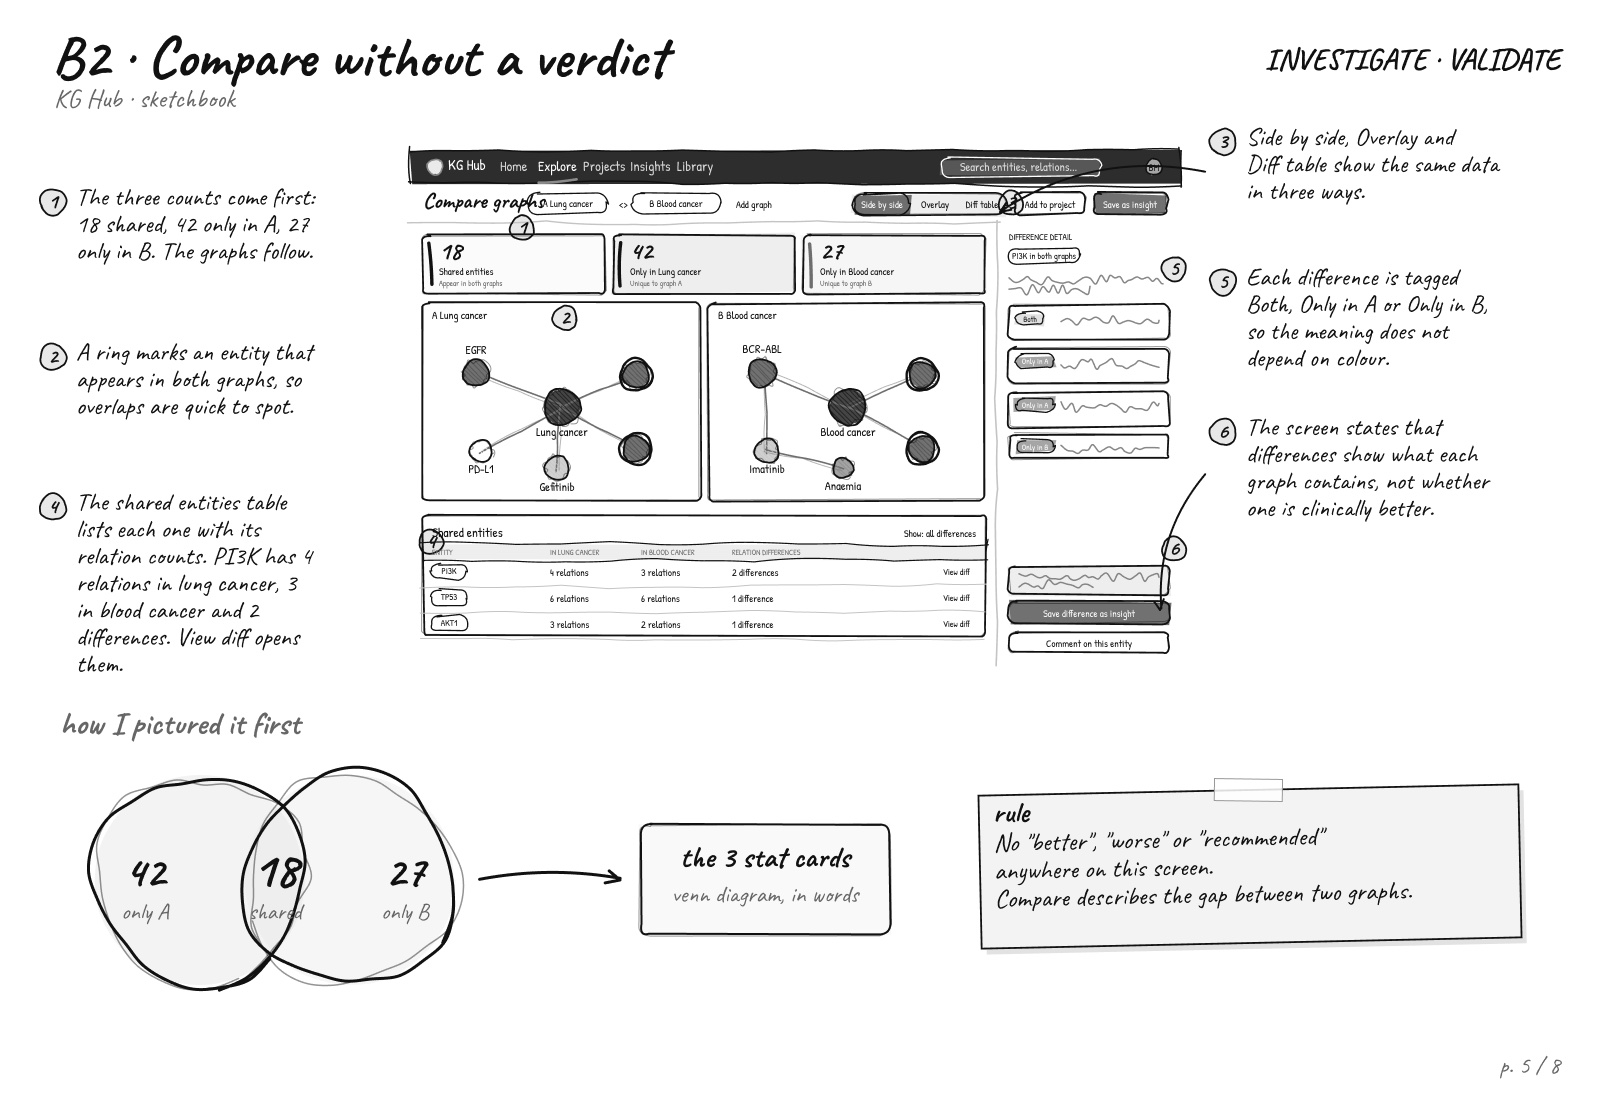 B2 · Compare without a verdict
KG Hub · sketchbook
INVESTIGATE · VALIDATE
1
The three counts come first:
18 shared, 42 only in A, 27
only in B. The graphs follow.
2
A ring marks an entity that
appears in both graphs, so
overlaps are quick to spot.
4
The shared entities table
lists each one with its
relation counts. PI3K has 4
relations in lung cancer, 3
in blood cancer and 2
differences. View diff opens
them.
KG Hub Home Explore Projects Insights Library Search entities, relations... BH
Compare graphs A Lung cancer <> B Blood cancer Add graph Side by side Overlay Diff table 3 Add to project Save as insight
1
18
Shared entities
Appear in both graphs
42
Only in Lung cancer
Unique to graph A
27
Only in Blood cancer
Unique to graph B
A Lung cancer
2
EGFR
Lung cancer
PD-L1
Gefitinib
B Blood cancer
BCR-ABL
Blood cancer
Imatinib
Anaemia
4
Shared entities Show: all differences
ENTITY IN LUNG CANCER IN BLOOD CANCER RELATION DIFFERENCES
PI3K 4 relations 3 relations 2 differences View diff
TP53 6 relations 6 relations 1 difference View diff
AKT1 3 relations 2 relations 1 difference View diff
DIFFERENCE DETAIL
PI3K in both graphs
5
Both
Only in A
Only in A
Only in B
6
Save difference as insight
Comment on this entity
3
Side by side, Overlay and
Diff table show the same data
in three ways.
5
Each difference is tagged
Both, Only in A or Only in B,
so the meaning does not
depend on colour.
6
The screen states that
differences show what each
graph contains, not whether
one is clinically better.
how I pictured it first
42
only A
18
shared
27
only B
the 3 stat cards
venn diagram, in words
rule
No "better", "worse" or "recommended"
anywhere on this screen.
Compare describes the gap between two graphs.
p. 5 / 8